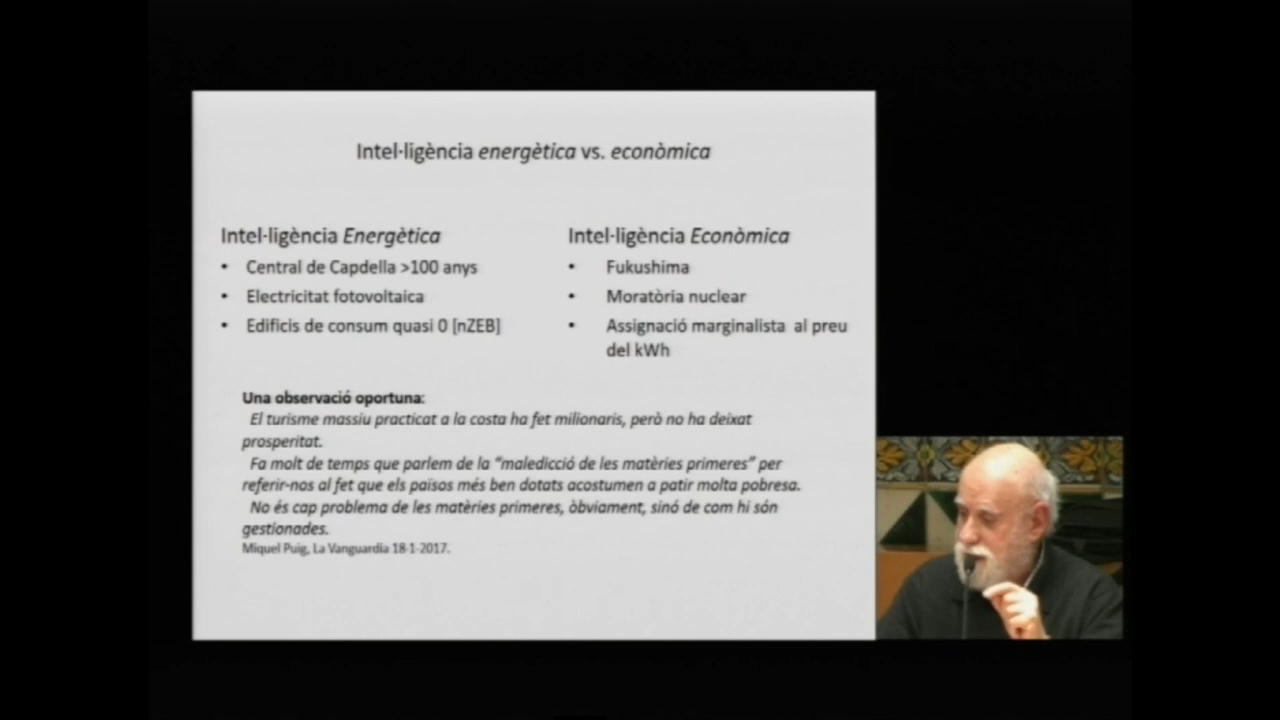 Intel·ligència energètica vs. econòmica
Intel·ligència Energètica
• Central de Capdella >100 anys
• Electricitat fotovoltaica
• Edificis de consum quasi 0 [nZEB]
Intel·ligència Econòmica
• Fukushima
• Moratòria nuclear
• Assignació marginalista al preu
del kWh
Una observació oportuna:
El turisme massiu practicat a la costa ha fet milionaris, però no ha deixat
prosperitat.
Fa molt de temps que parlem de la “maledicció de les matèries primeres” per
referir-nos al fet que els països més ben dotats acostumen a patir molta pobresa.
No és cap problema de les matèries primeres, òbviament, sinó de com hi són
gestionades.
Miquel Puig, La Vanguardia 18-1-2017.